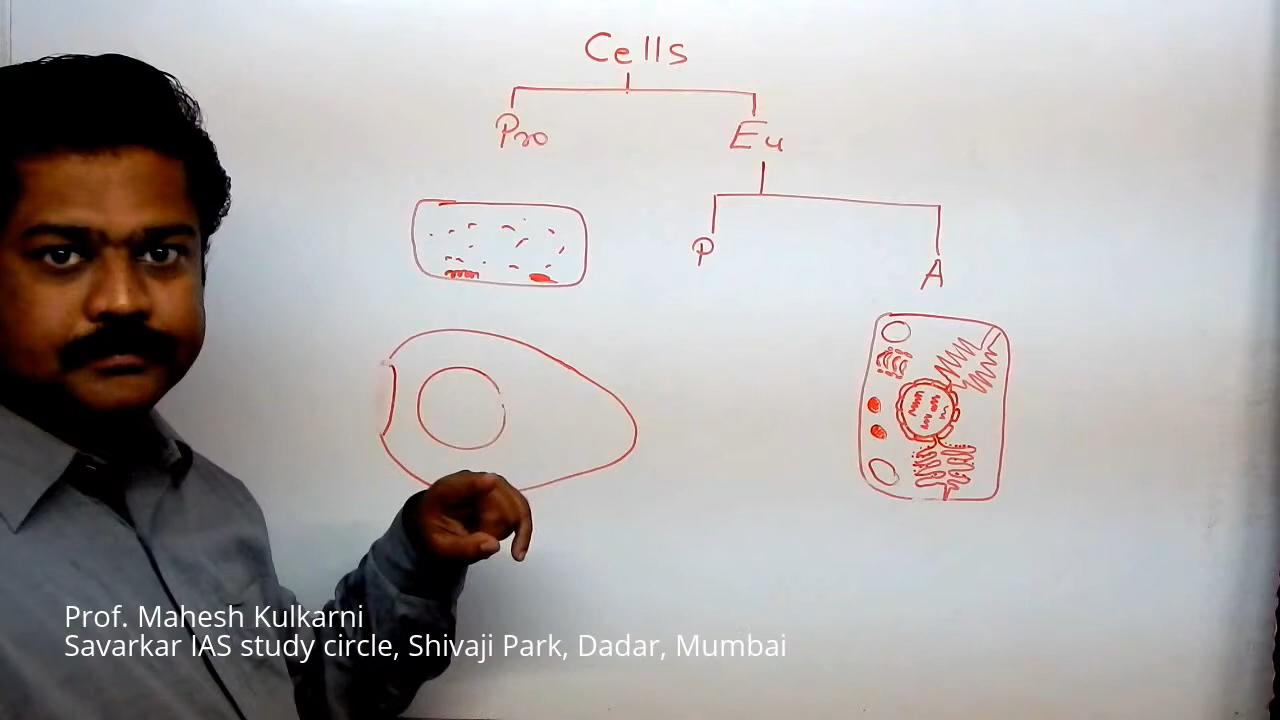 Cells
Pro
Eu
P
A
Prof. Mahesh Kulkarni
Savarkar IAS study circle, Shivaji Park, Dadar, Mumbai